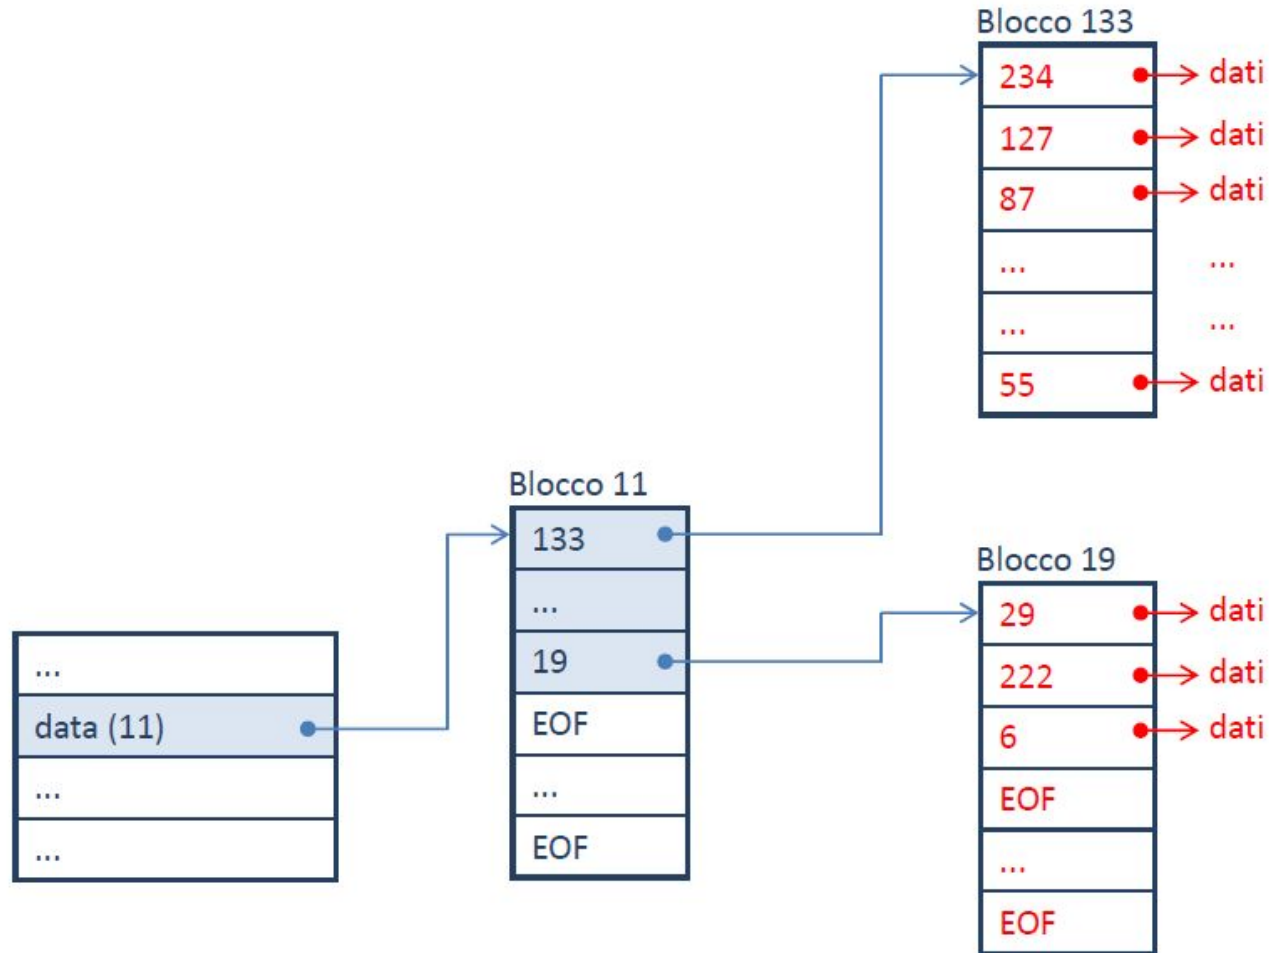 ...
data (11)
...
...
Blocco 11
133
...
19
EOF
...
EOF
Blocco 133
234 dati
127 dati
87 dati
... ...
... ...
55 dati
Blocco 19
29 dati
222 dati
6 dati
EOF
...
EOF